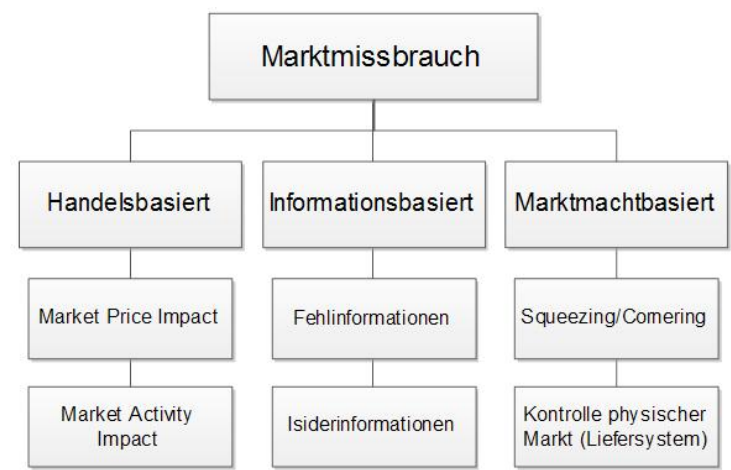 Marktmissbrauch
Handelsbasiert
Informationsbasiert
Marktmachtbasiert
Market Price Impact
Fehlinformationen
Squeezing/Cornering
Market Activity
Impact
Isiderinformationen
Kontrolle physischer
Markt (Liefersystem)